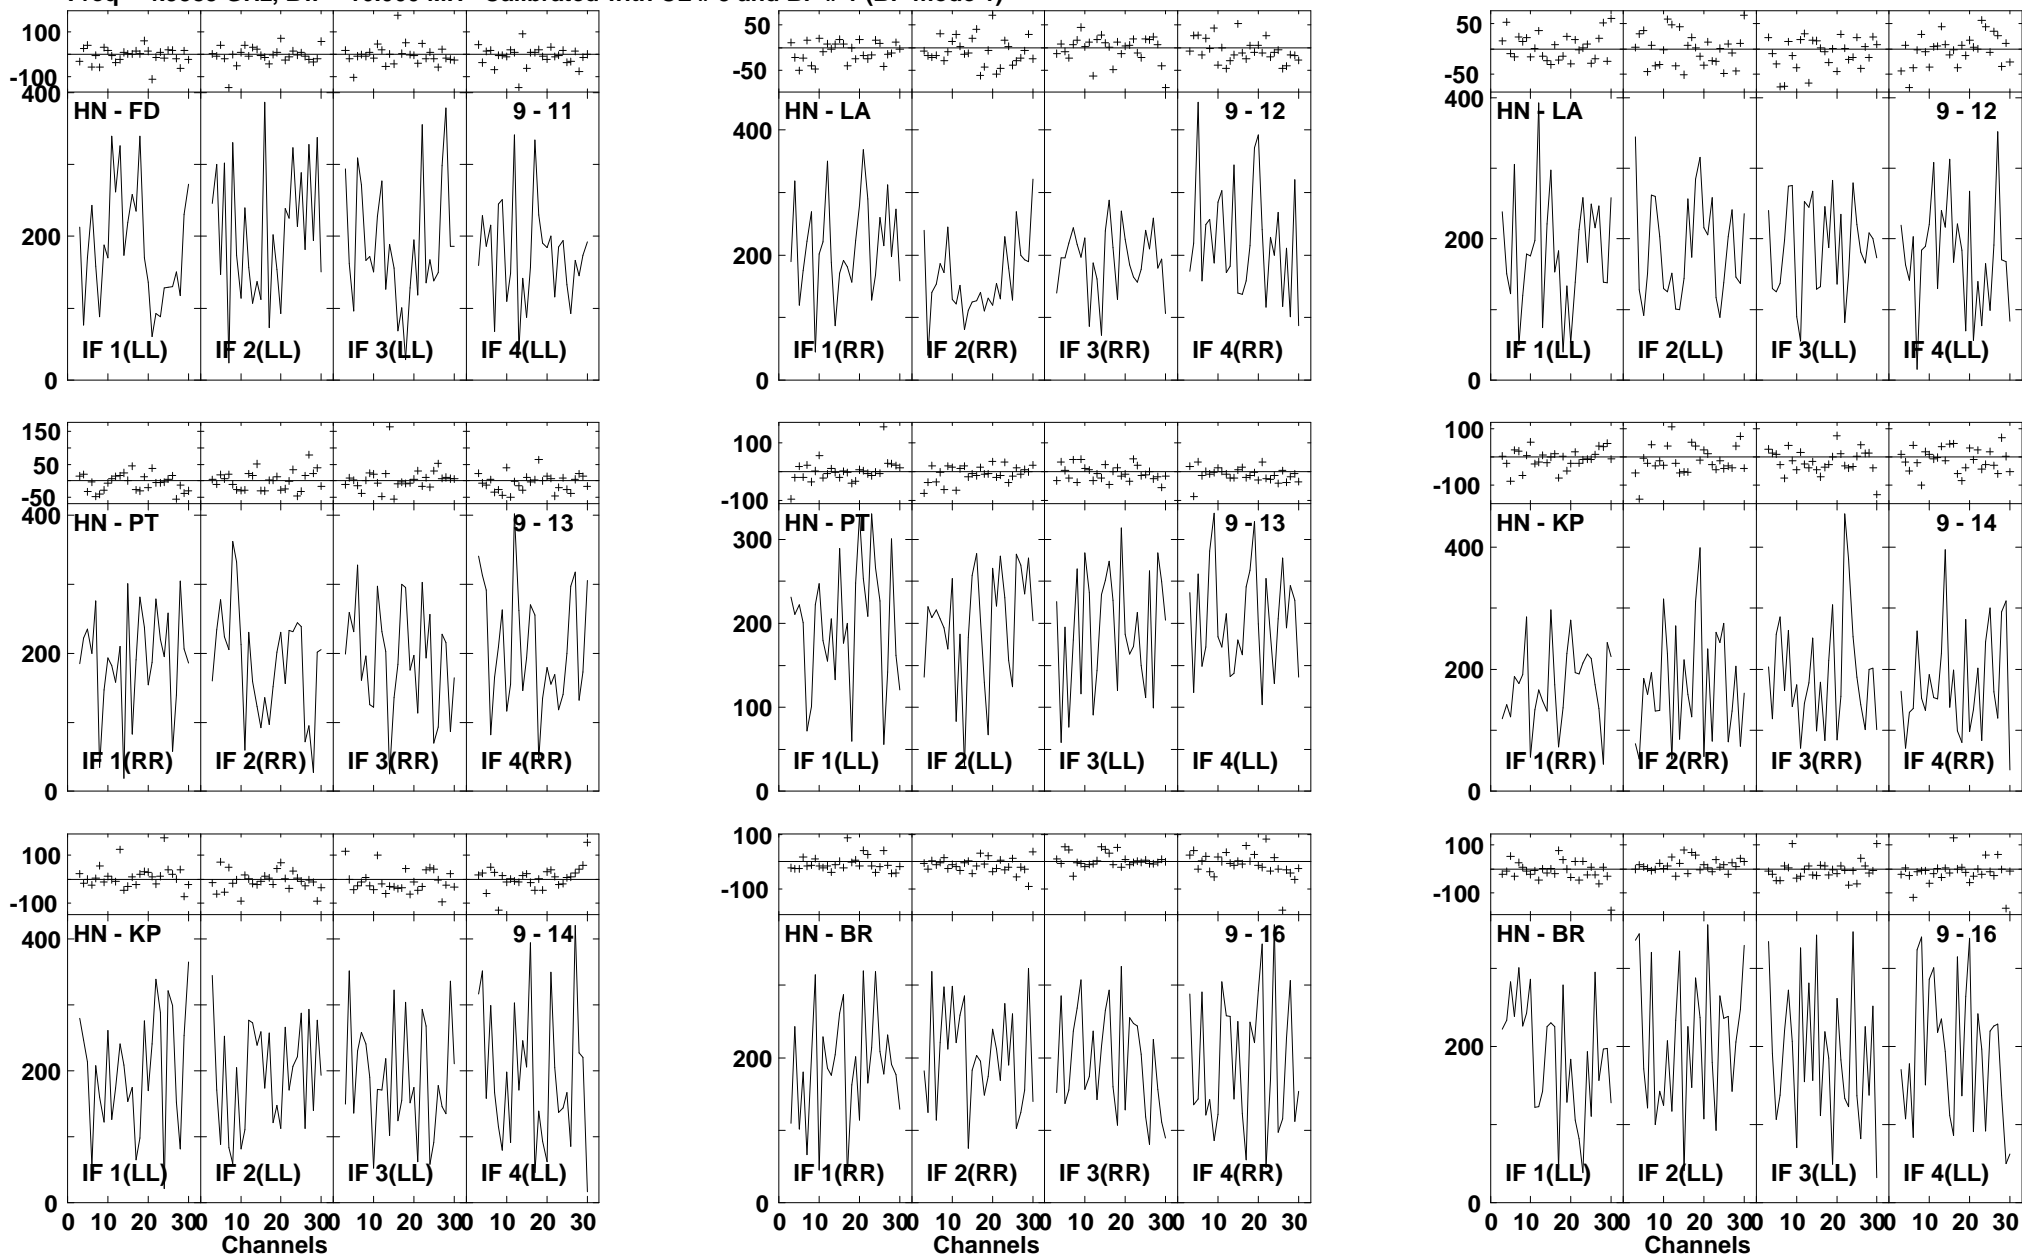 100
-100
400
HN - FD 9 - 11
200
IF 1(LL) IF 2(LL) IF 3(LL) IF 4(LL)
0
50
-50
HN - LA 9 - 12
400
200
IF 1(RR) IF 2(RR) IF 3(RR) IF 4(RR)
0
50
-50
400
HN - LA 9 - 12
200
IF 1(LL) IF 2(LL) IF 3(LL) IF 4(LL)
0
150
50
-50
400
HN - PT 9 - 13
200
IF 1(RR) IF 2(RR) IF 3(RR) IF 4(RR)
0
100
-100
HN - PT 9 - 13
300
200
100
IF 1(LL) IF 2(LL) IF 3(LL) IF 4(LL)
0
100
-100
HN - KP 9 - 14
400
200
IF 1(RR) IF 2(RR) IF 3(RR) IF 4(RR)
0
100
-100
HN - KP 9 - 14
400
200
IF 1(LL) IF 2(LL) IF 3(LL) IF 4(LL)
0
0 10 20 30 0 10 20 30 0 10 20 30 0 10 20 30
Channels
100
-100
HN - BR 9 - 16
200
IF 1(RR) IF 2(RR) IF 3(RR) IF 4(RR)
0
0 10 20 30 0 10 20 30 0 10 20 30 0 10 20 30
Channels
100
-100
HN - BR 9 - 16
200
IF 1(LL) IF 2(LL) IF 3(LL) IF 4(LL)
0
0 10 20 30 0 10 20 30 0 10 20 30 0 10 20 30
Channels